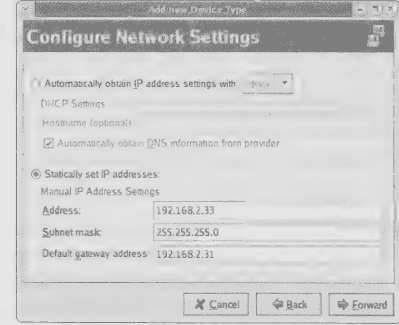 Add new Device Type
Configure Network Settings
Automatically obtain IP address settings with
DHCP Settings
Hostname (optional):
Automatically obtain DNS information from provider
Statically set IP addresses:
Manual IP Address Settings
Address: 192.168.2.33
Subnet mask: 255.255.255.0
Default gateway address: 192.168.2.31
Cancel Back Forward